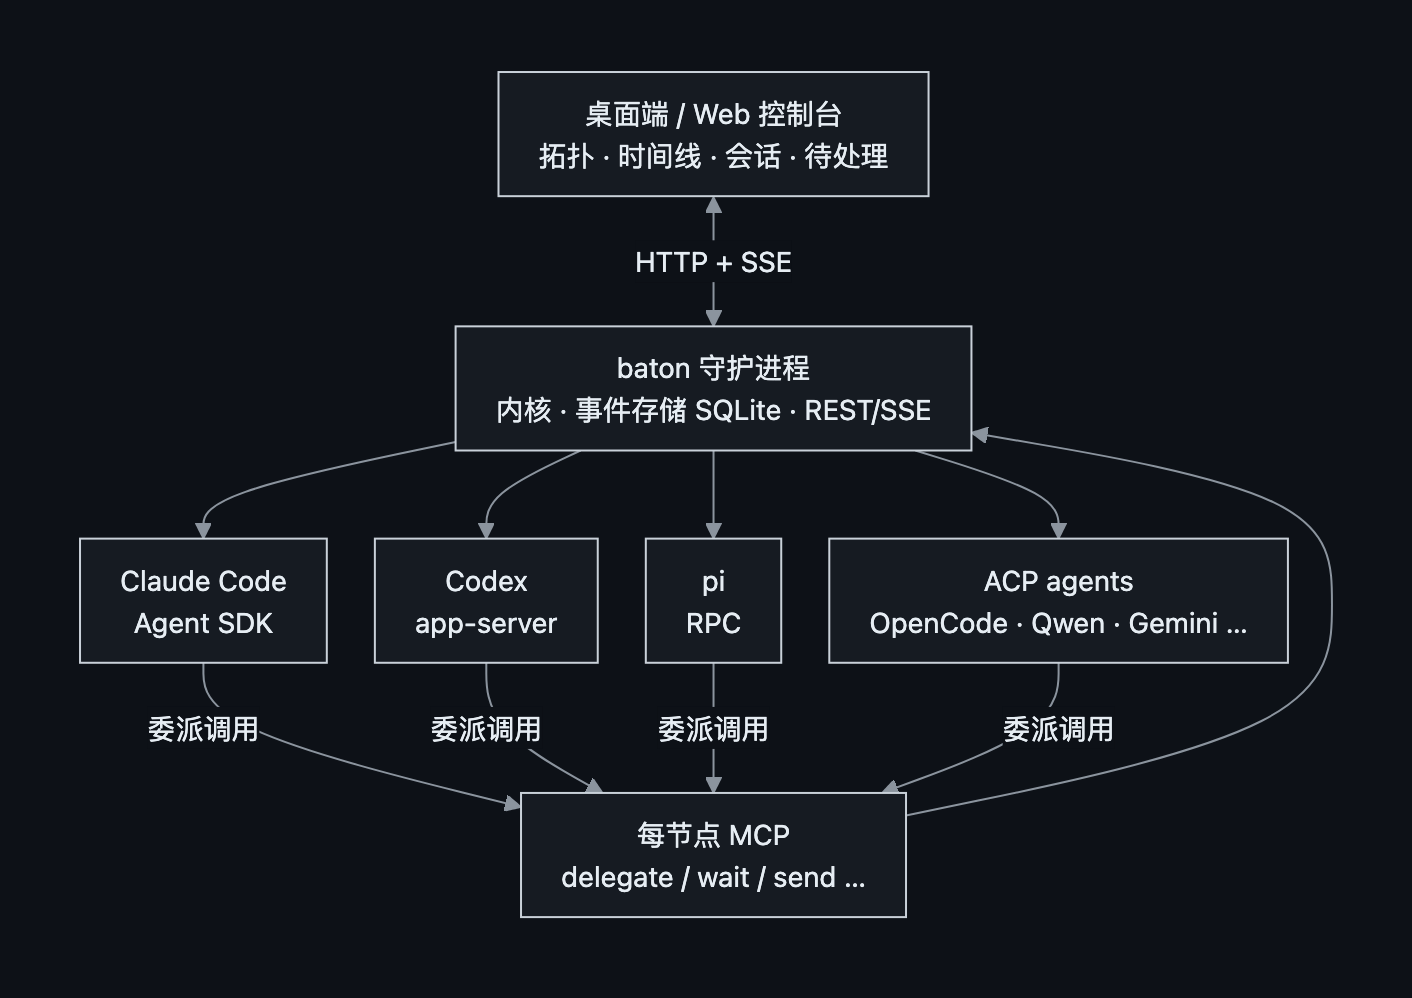 桌面端 / Web 控制台
拓扑 · 时间线 · 会话 · 待处理
HTTP + SSE
baton 守护进程
内核 · 事件存储 SQLite · REST/SSE
Claude Code
Agent SDK
Codex
app-server
pi
RPC
ACP agents
OpenCode · Qwen · Gemini ...
委派调用
委派调用
委派调用
委派调用
每节点 MCP
delegate / wait / send ...